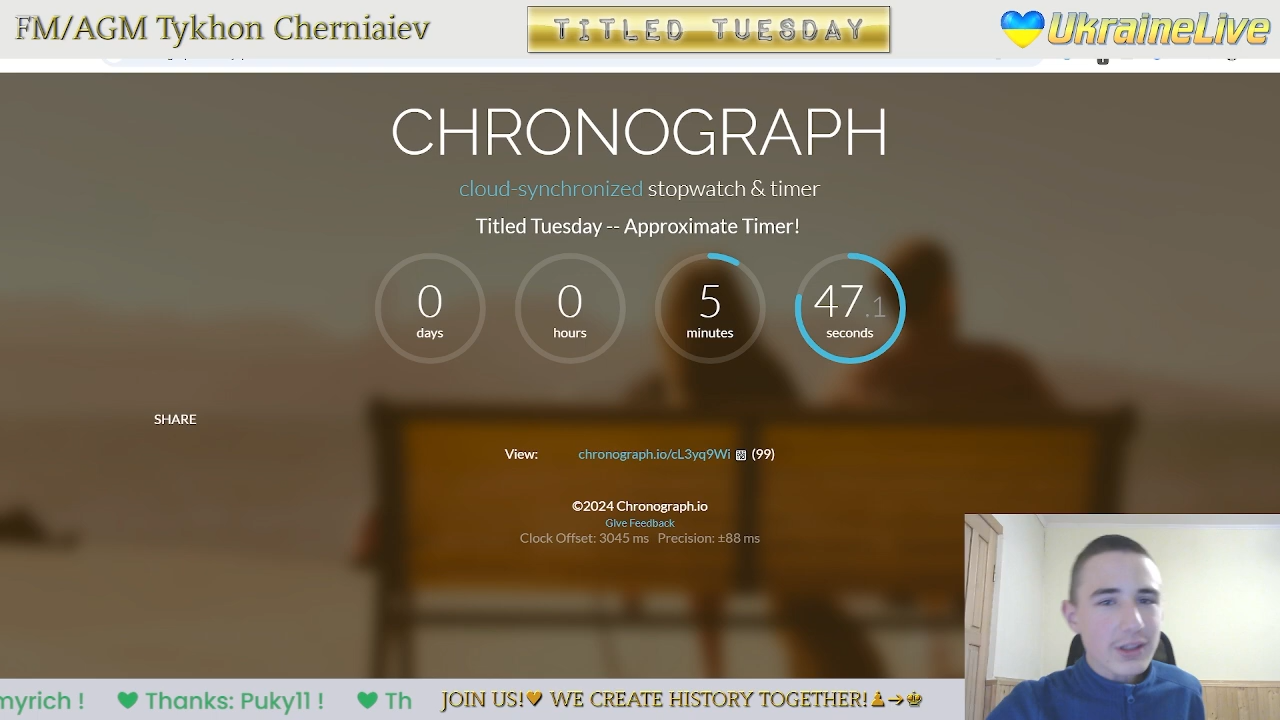 FM/AGM Tykhon Cherniaiev
TITLED TUESDAY
UkraineLive
CHRONOGRAPH
cloud-synchronized stopwatch & timer
Titled Tuesday -- Approximate Timer!
0 days
0 hours
5 minutes
47.1 seconds
SHARE
View: chronograph.io/cL3yq9Wi (99)
©2024 Chronograph.io
Give Feedback
Clock Offset: 3045 ms Precision: ±88 ms
myrich ! 💚 Thanks: Puky11 ! 💚 Th
JOIN US!🧡 WE CREATE HISTORY TOGETHER!♟➔♚